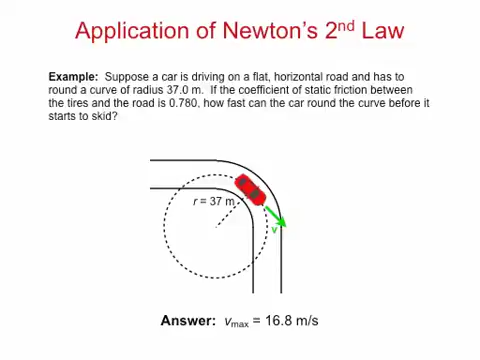 Application of Newton's 2nd Law
Example: Suppose a car is driving on a flat, horizontal road and has to
round a curve of radius 37.0 m. If the coefficient of static friction between
the tires and the road is 0.780, how fast can the car round the curve before it
starts to skid?
r = 37 m
v
Answer: vmax = 16.8 m/s